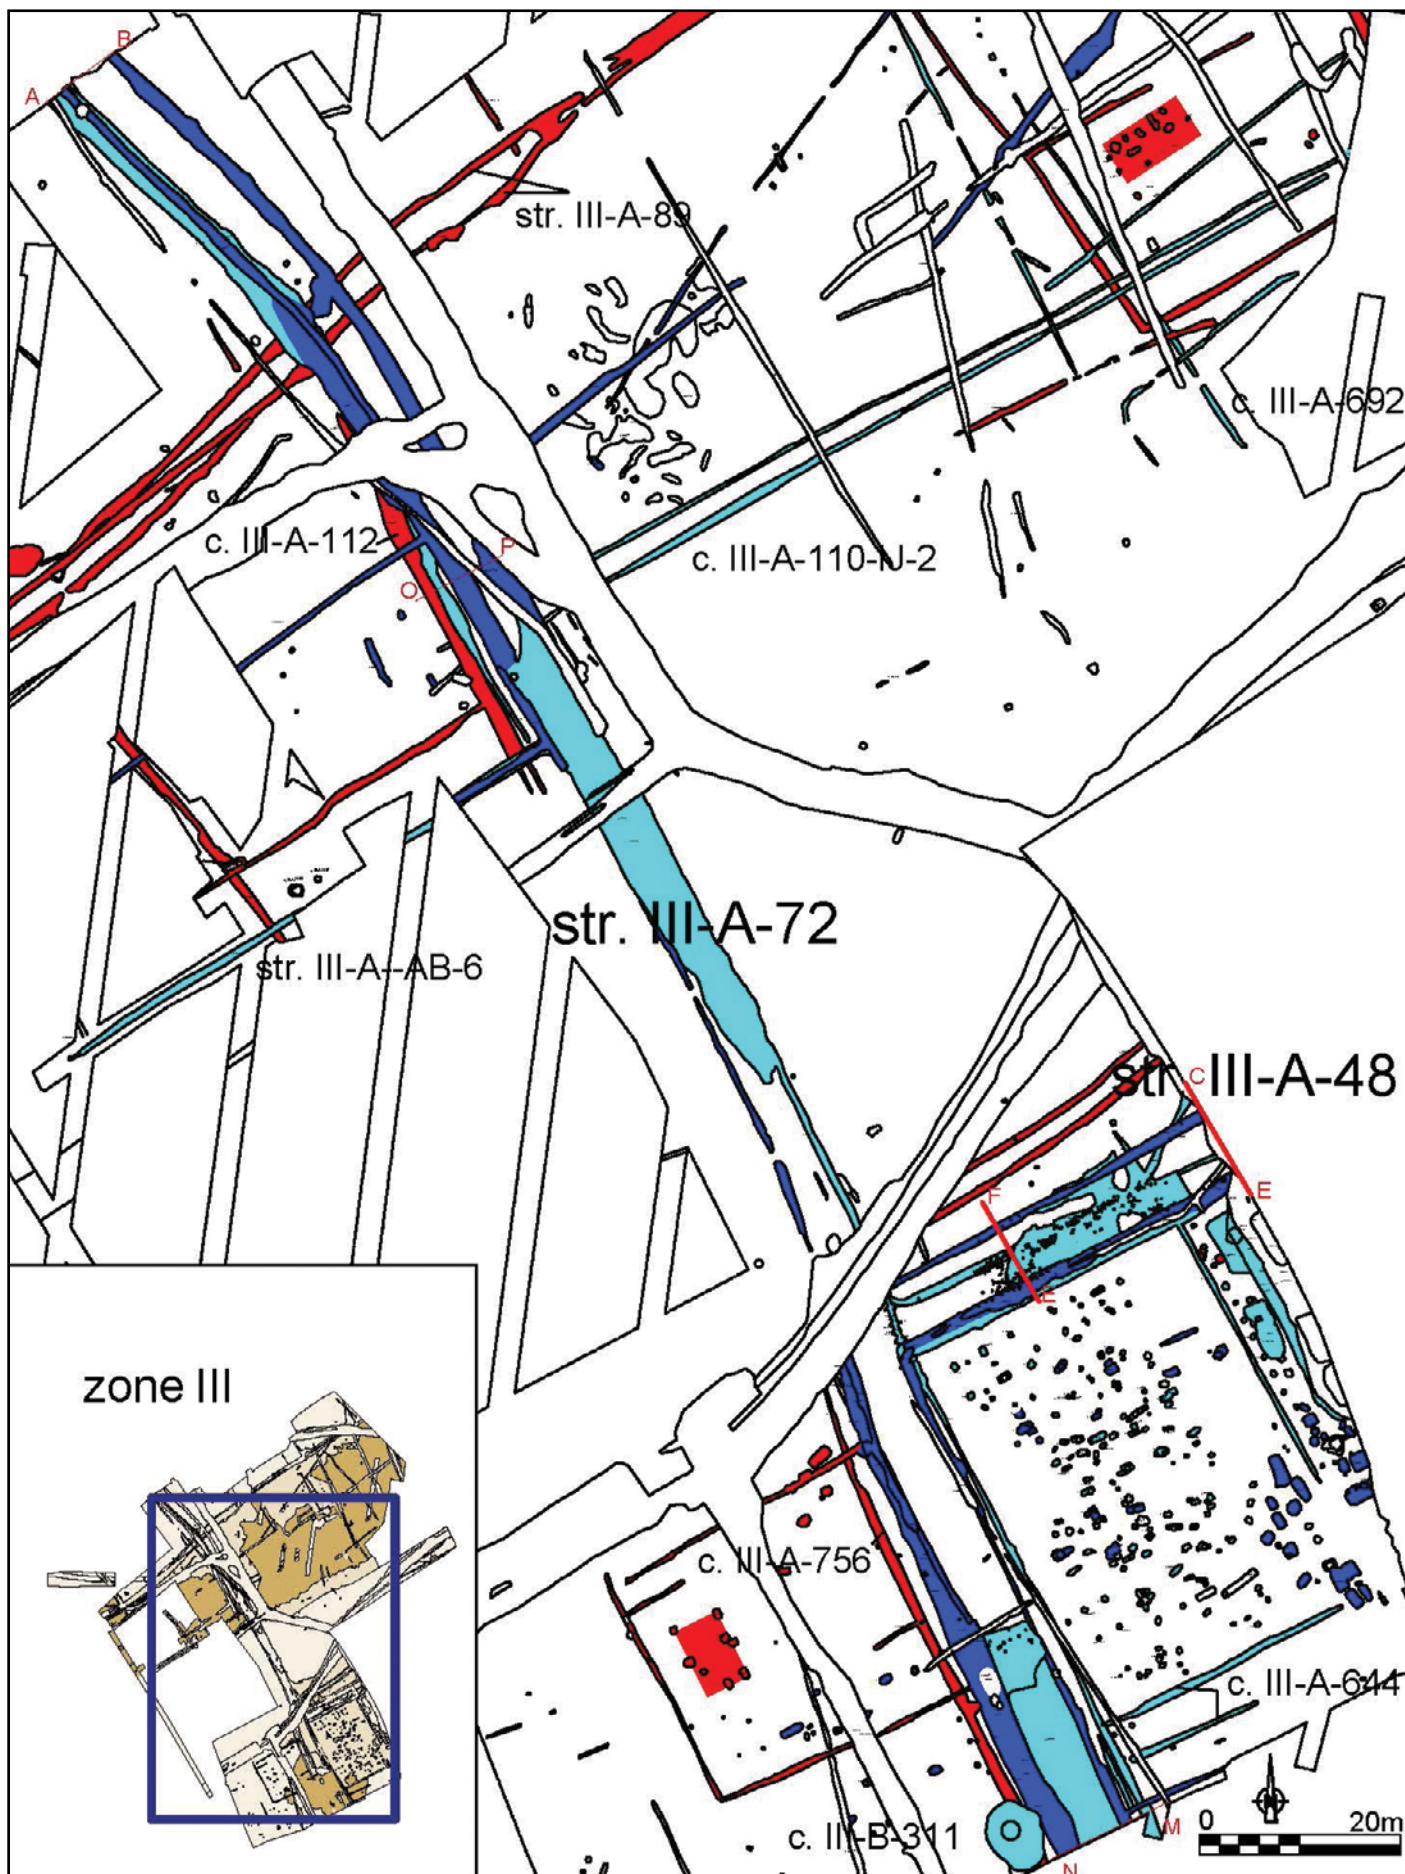 B
A
str. III-A-89
c. III-A-692
c. III-A-112
P
O
c. III-A-110-IJ-2
str. III-A-72
str. III-A--AB-6
C
str. III-A-48
F
E
E
zone III
c. III-A-756
c. III-A-644
c. III-B-311
M
N
0 20m